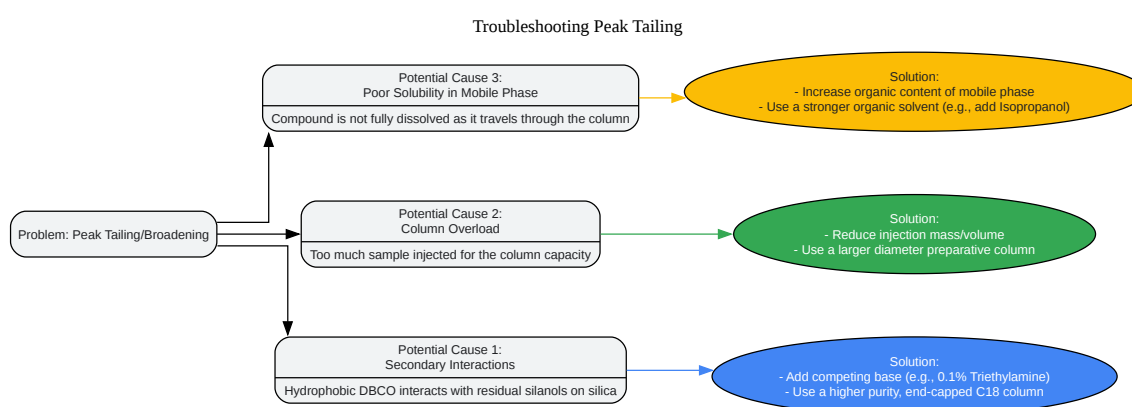 Troubleshooting Peak Tailing
Potential Cause 3:
Poor Solubility in Mobile Phase
Compound is not fully dissolved as it travels through the column
Solution:
- Increase organic content of mobile phase
- Use a stronger organic solvent (e.g., add Isopropanol)
Problem: Peak Tailing/Broadening
Potential Cause 2:
Column Overload
Too much sample injected for the column capacity
Solution:
- Reduce injection mass/volume
- Use a larger diameter preparative column
Potential Cause 1:
Secondary Interactions
Hydrophobic DBCO interacts with residual silanols on silica
Solution:
- Add competing base (e.g., 0.1% Triethylamine)
- Use a higher purity, end-capped C18 column